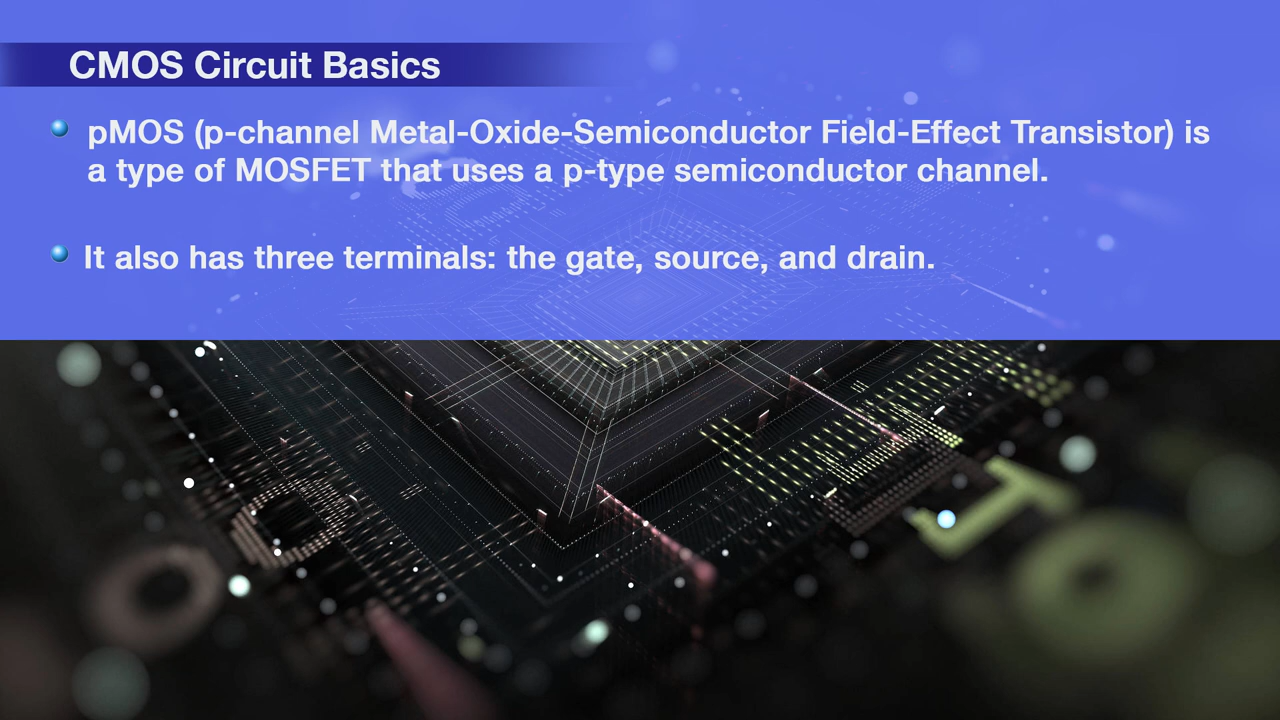 CMOS Circuit Basics
pMOS (p-channel Metal-Oxide-Semiconductor Field-Effect Transistor) is
a type of MOSFET that uses a p-type semiconductor channel.
It also has three terminals: the gate, source, and drain.